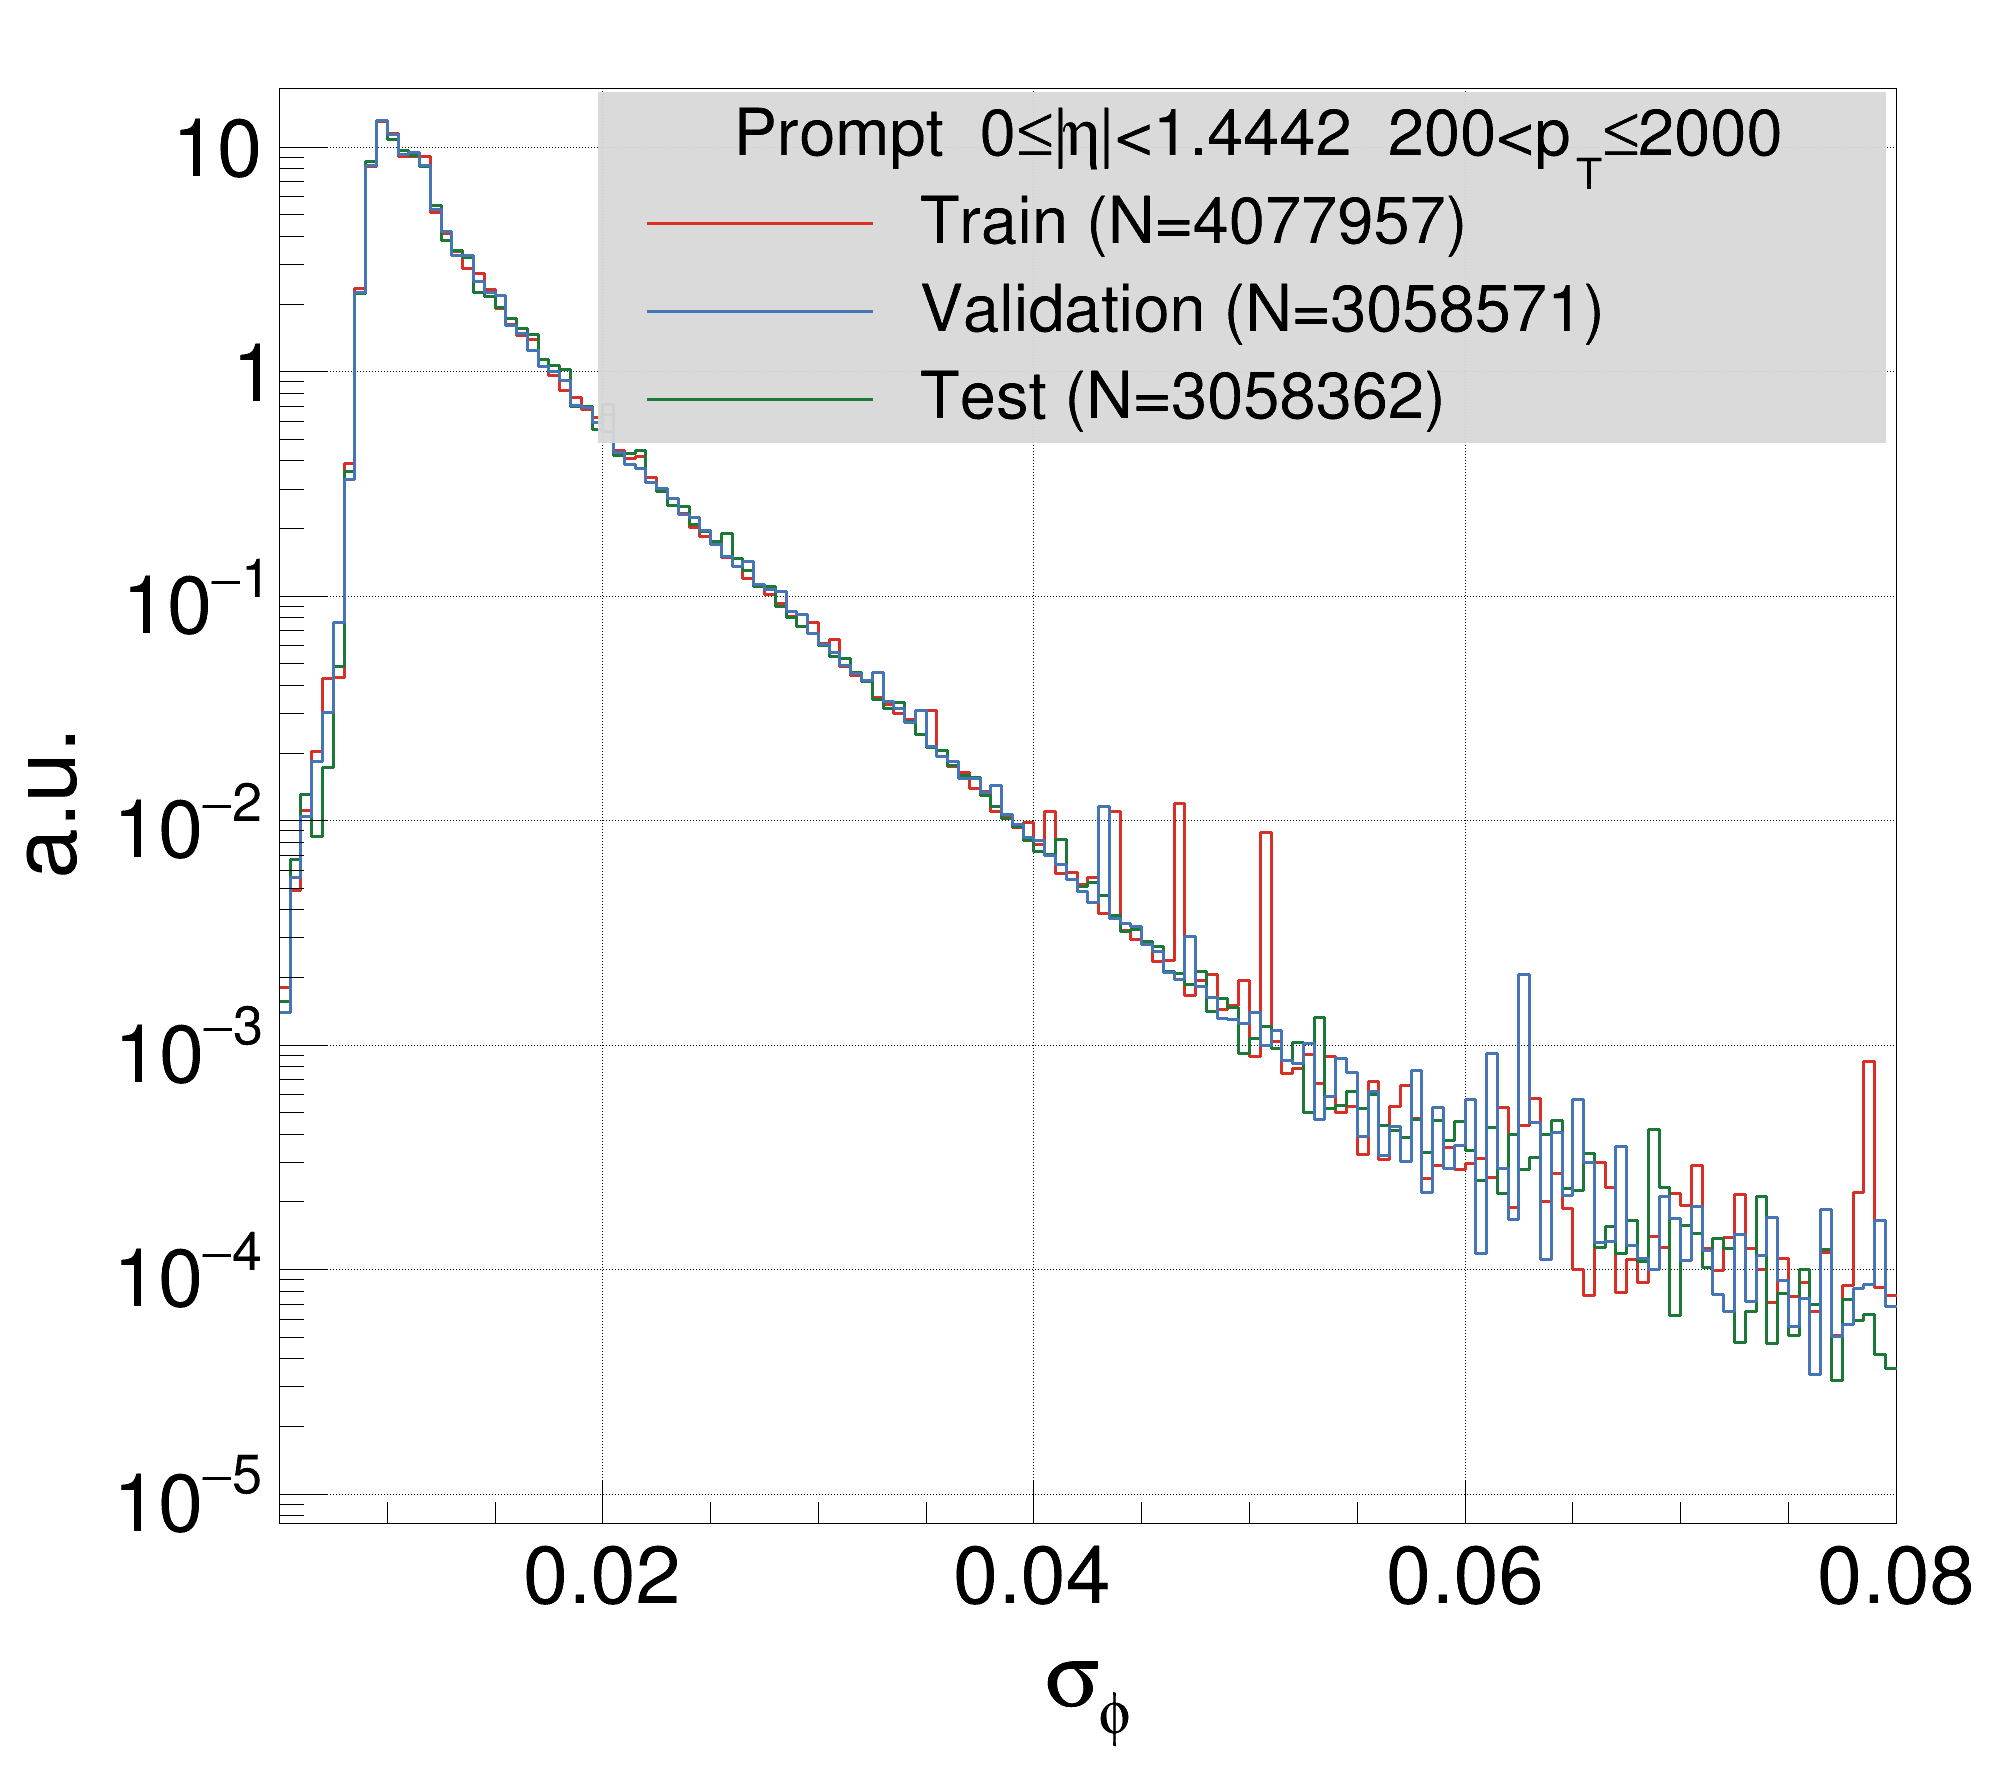 Prompt 0≤|η|<1.4442 200<p_T≤2000
Train (N=4077957)
Validation (N=3058571)
Test (N=3058362)
10
1
10⁻¹
10⁻²
10⁻³
10⁻⁴
10⁻⁵
a.u.
0.02 0.04 0.06 0.08
σ_ϕ